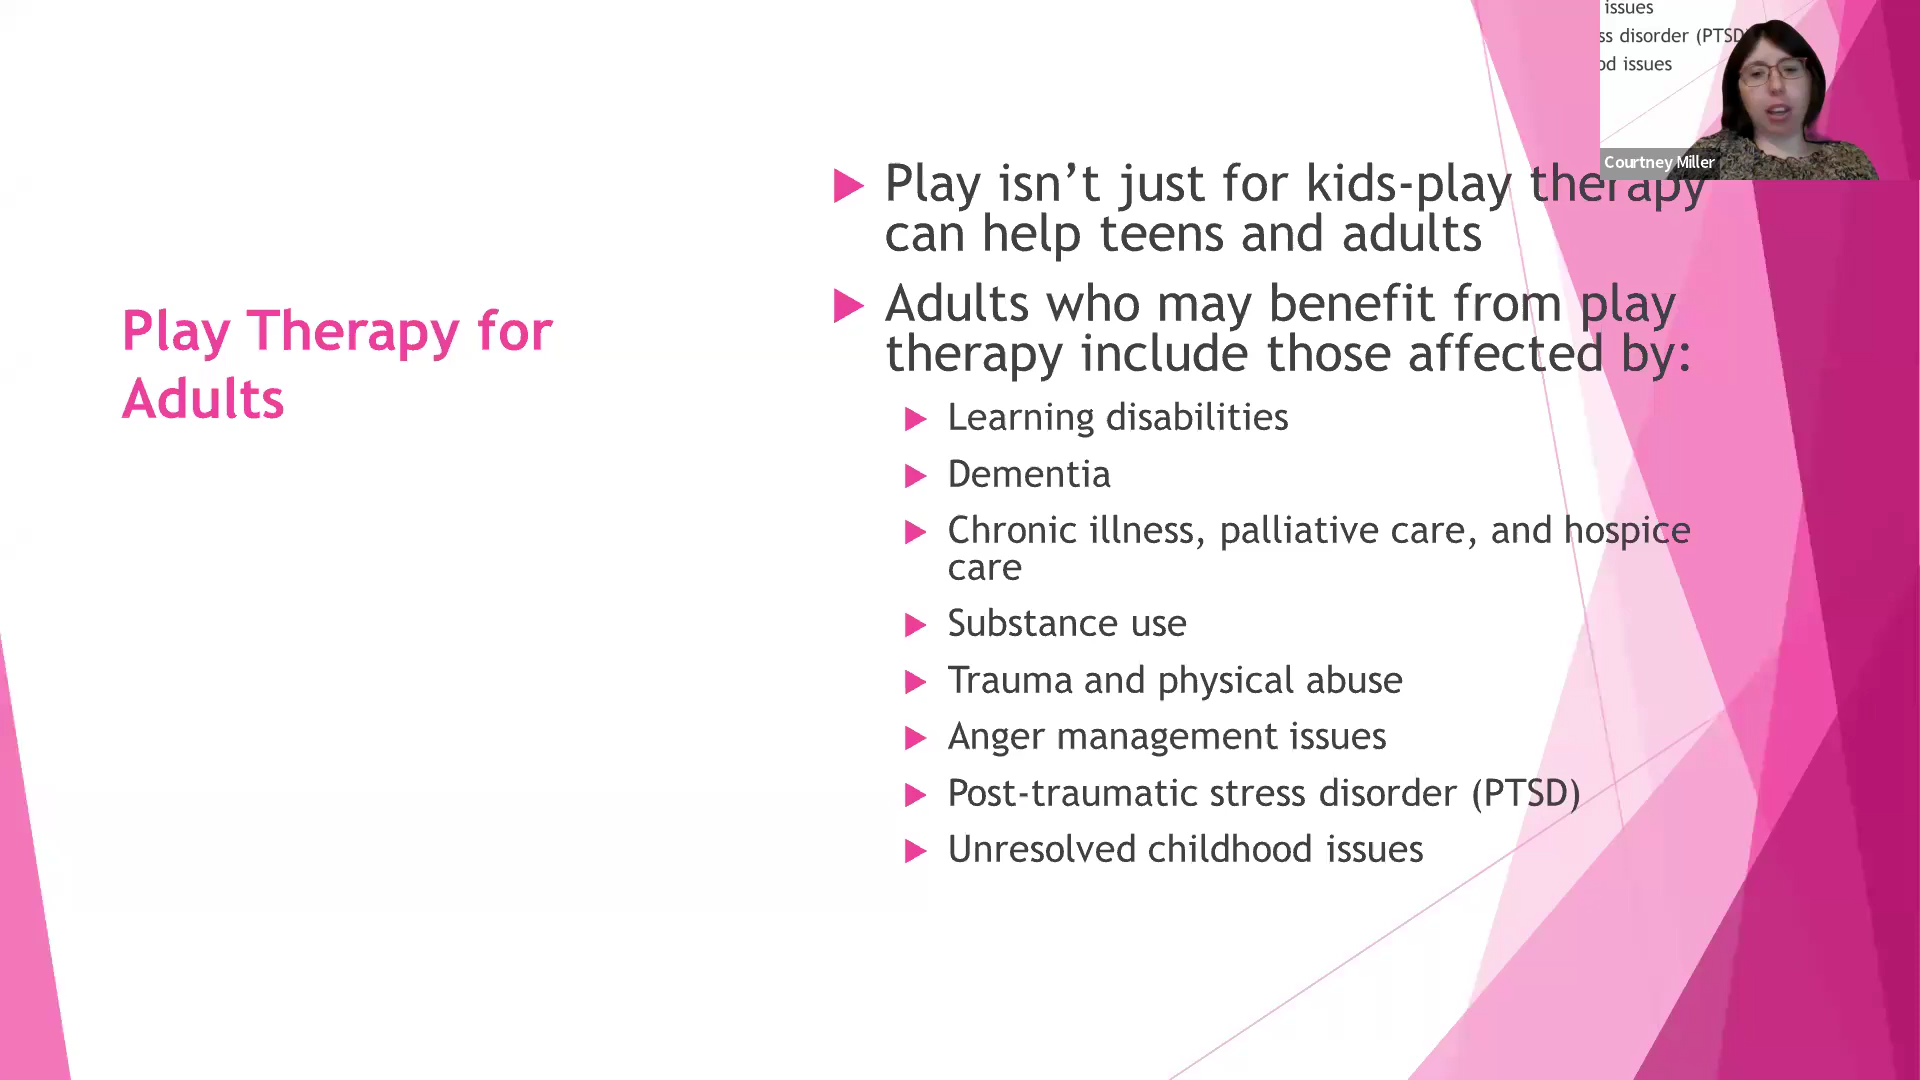 issues
ss disorder (PTSD
od issues
Courtney Miller
Play Therapy for
Adults
Play isn’t just for kids-play therapy
can help teens and adults
Adults who may benefit from play
therapy include those affected by:
Learning disabilities
Dementia
Chronic illness, palliative care, and hospice
care
Substance use
Trauma and physical abuse
Anger management issues
Post-traumatic stress disorder (PTSD)
Unresolved childhood issues